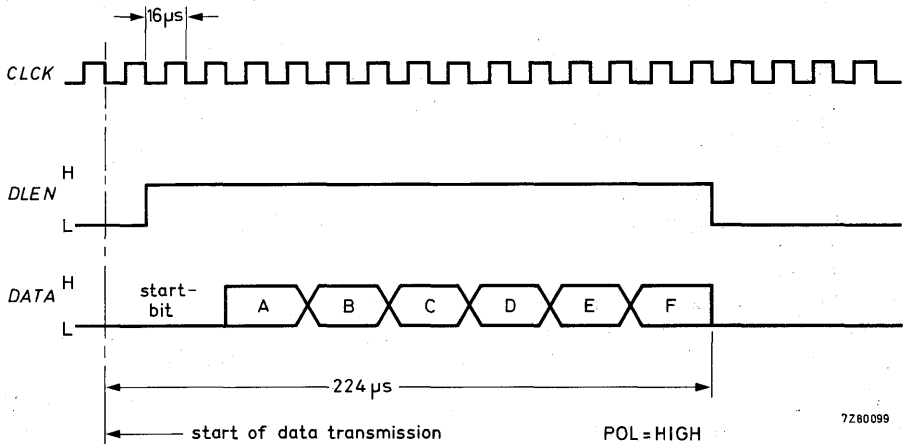 16µs
CLCK
H
DLEN
L
H
DATA
start-
bit
L
A B C D E F
224 µs
start of data transmission
POL = HIGH
7Z80099